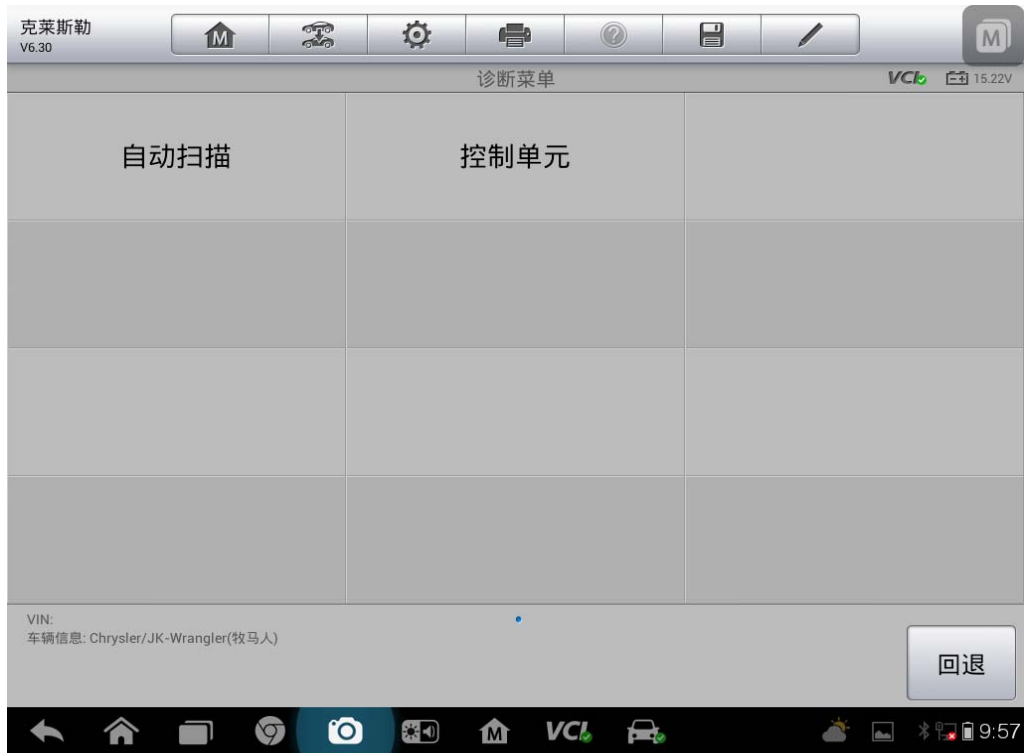 克莱斯勒
V6.30
M
M
诊断菜单
VCI
15.22V
自动扫描
控制单元
VIN:
车辆信息: Chrysler/JK-Wrangler(牧马人)
回退
M
VCI
9:57